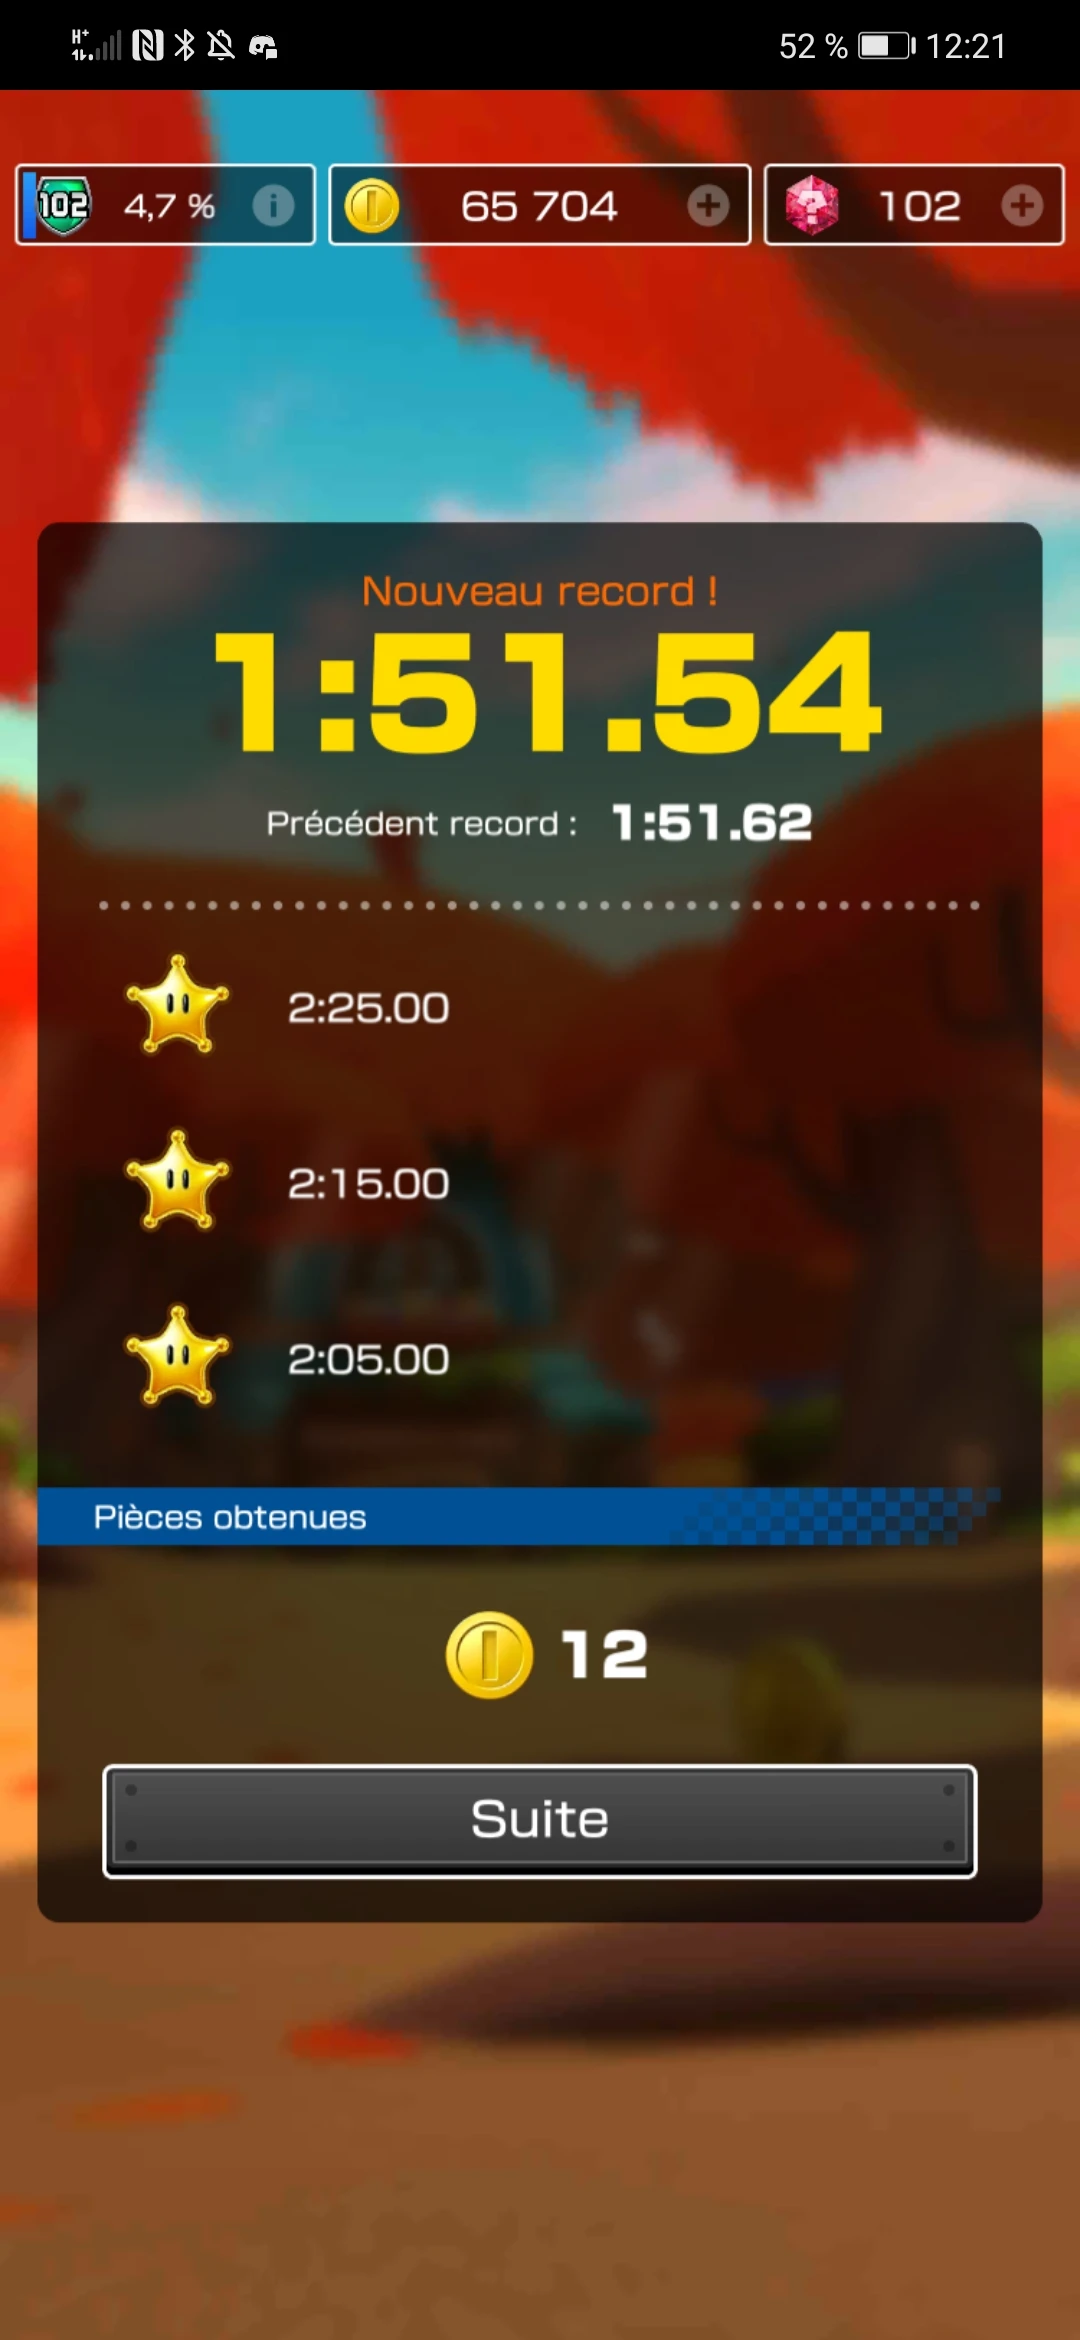 H+
52 % 12:21
102 4,7 % i 65 704 + ? 102 +
Nouveau record !
1:51.54
Précédent record : 1:51.62
2:25.00
2:15.00
2:05.00
Pièces obtenues
12
Suite